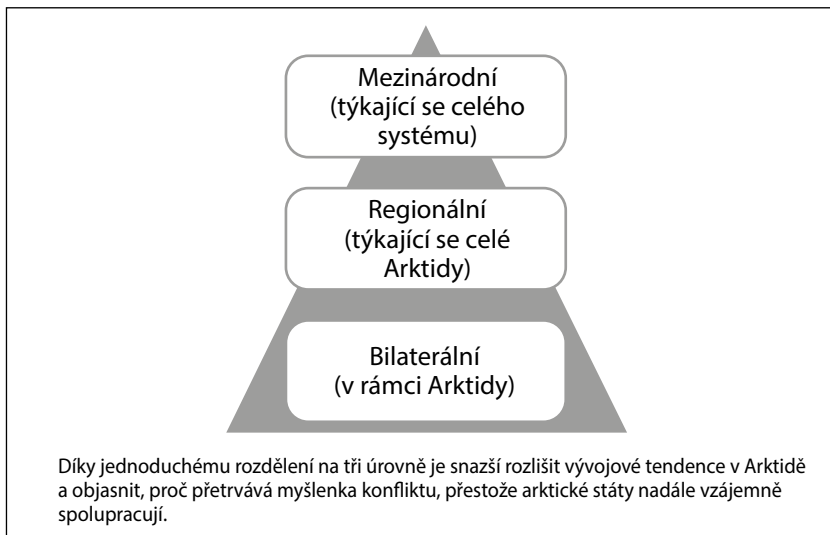 Mezinárodní
(týkající se celého
systému)
Regionální
(týkající se celé
Arktidy)
Bilaterální
(v rámci Arktidy)
Díky jednoduchému rozdělení na tři úrovně je snazší rozlišit vývojové tendence v Arktidě
a objasnit, proč přetrvává myšlenka konfliktu, přestože arktické státy nadále vzájemně
spolupracují.